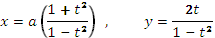 x = a((1 + t²)/(1 − t²)) , y = 2t/(1 − t²)